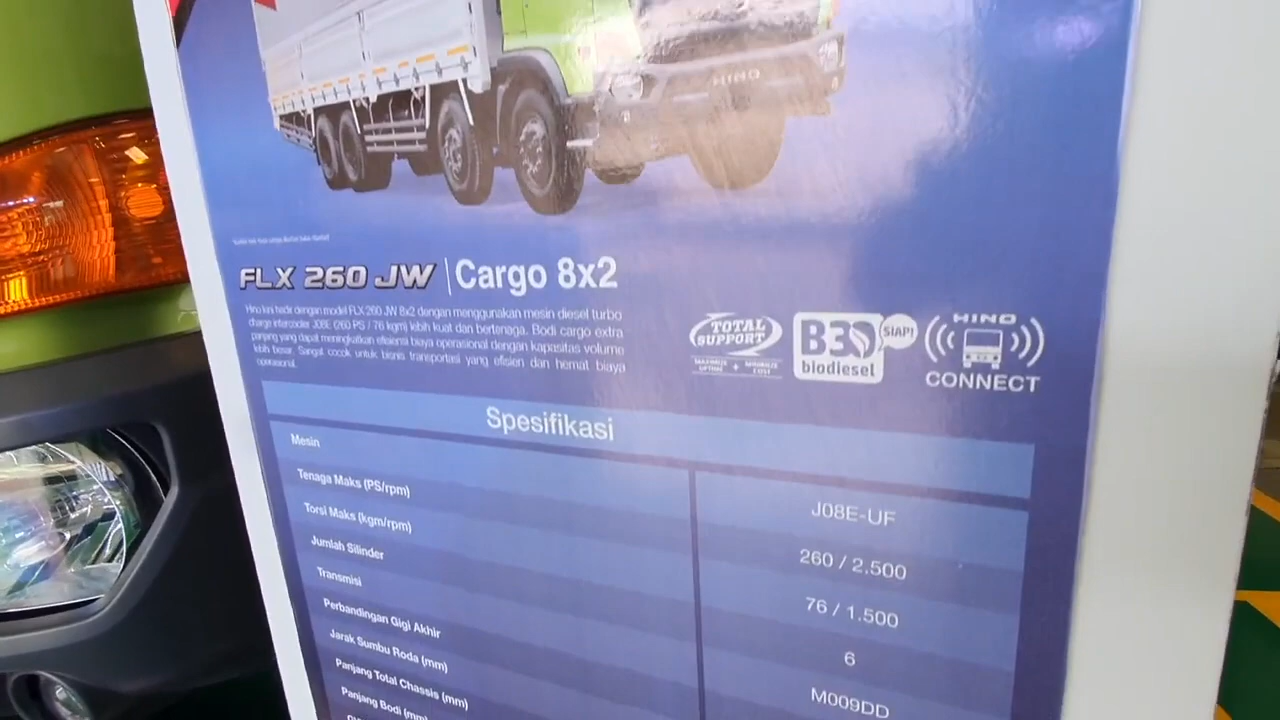 HINO
FLX 260 JW | Cargo 8x2
Hino kini hadir dengan model FLX 260 JW 8x2 dengan menggunakan mesin diesel turbo
charge intercooler J08E (260 PS / 76 kgm) lebih kuat dan bertenaga. Bodi cargo extra
panjang yang dapat meningkatkan efisiensi biaya operasional dengan kapasitas volume
lebih besar. Sangat cocok untuk bisnis transportasi yang efisien dan hemat biaya
operasional.
TOTAL
SUPPORT
MAXIMIZE UPTIME + MINIMIZE COST
B30 SIAP!
biodiesel
HINO
CONNECT
Spesifikasi
Mesin J08E-UF
Tenaga Maks (PS/rpm) 260 / 2.500
Torsi Maks (kgm/rpm) 76 / 1.500
Jumlah Silinder 6
Transmisi M009DD
Perbandingan Gigi Akhir
Jarak Sumbu Roda (mm)
Panjang Total Chassis (mm)
Panjang Bodi (mm)